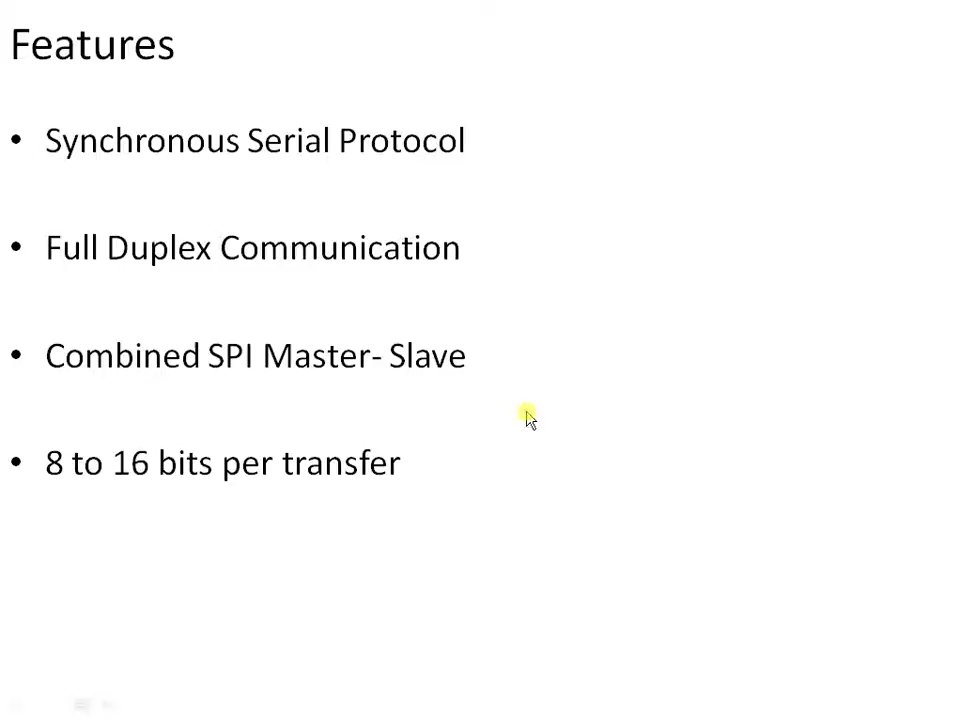 Features
• Synchronous Serial Protocol
• Full Duplex Communication
• Combined SPI Master- Slave
• 8 to 16 bits per transfer